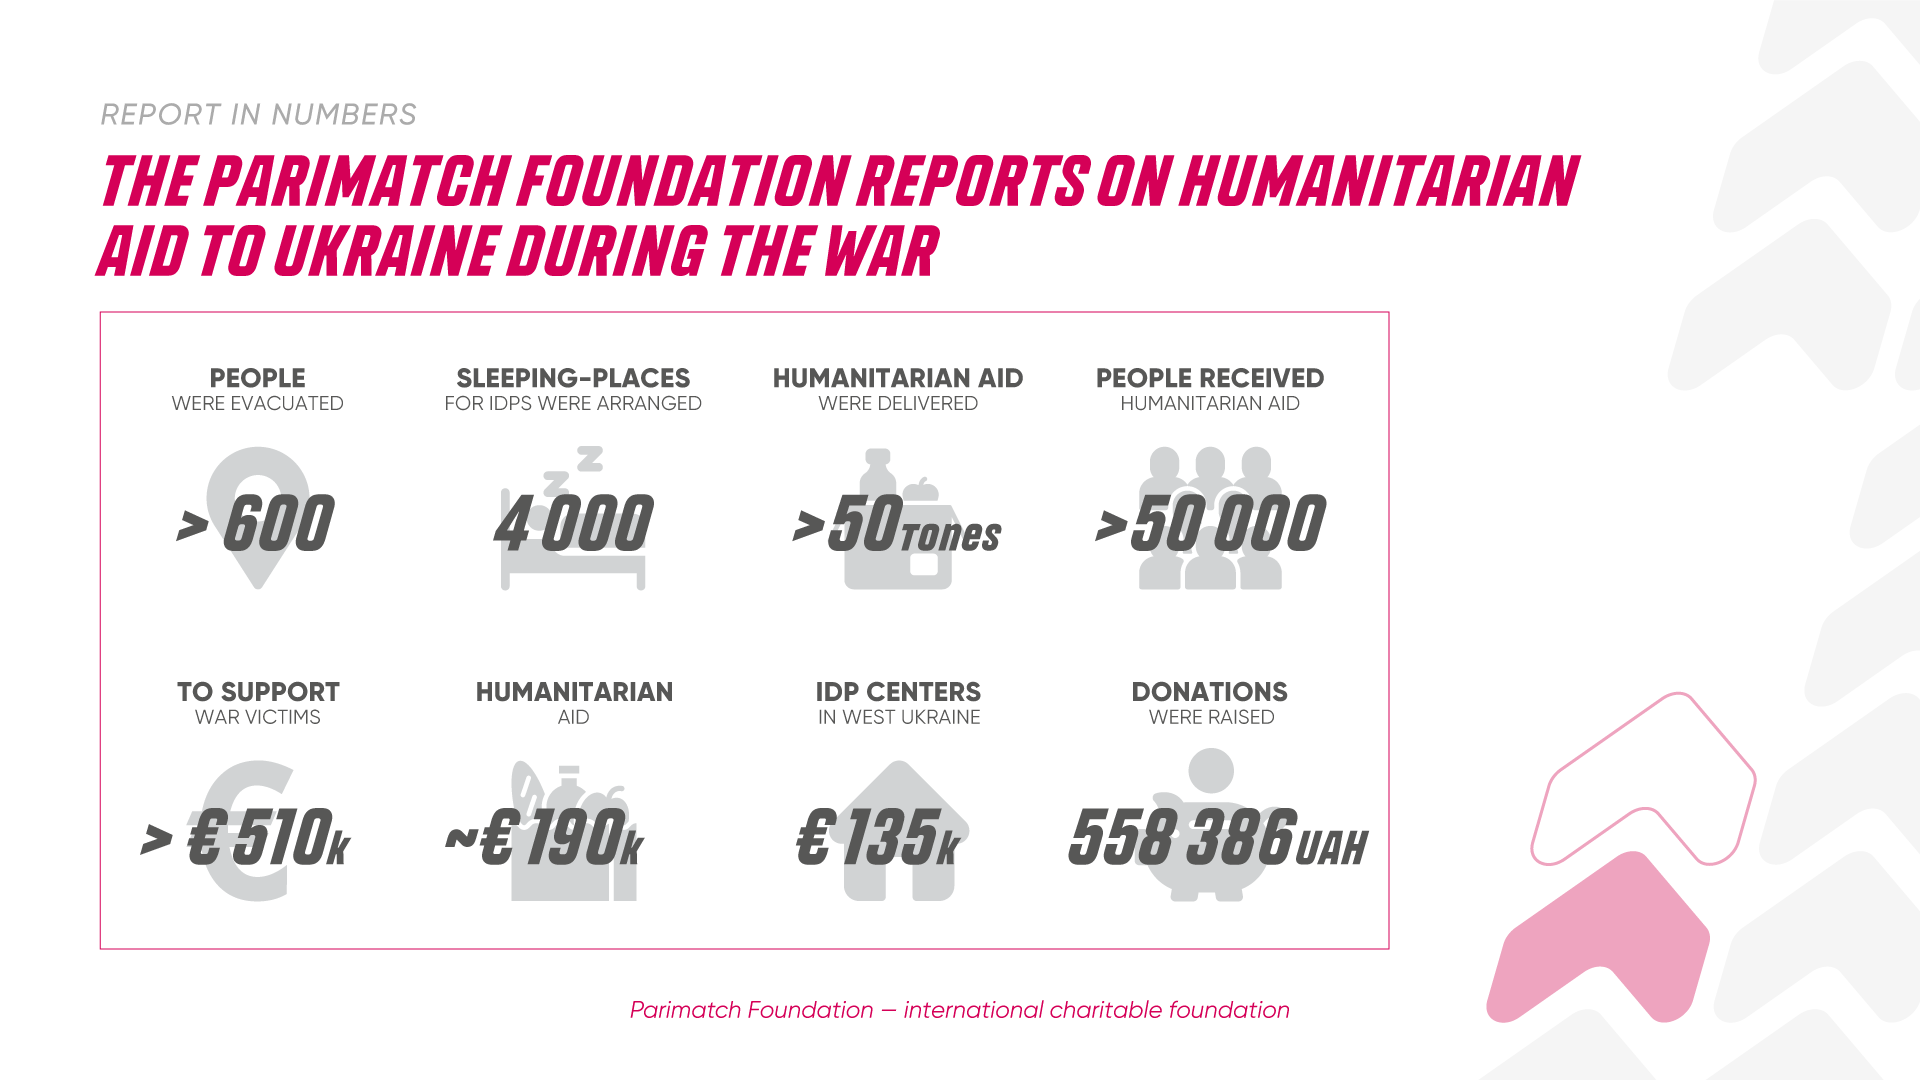 REPORT IN NUMBERS
THE PARIMATCH FOUNDATION REPORTS ON HUMANITARIAN
AID TO UKRAINE DURING THE WAR
PEOPLE
WERE EVACUATED
> 600
SLEEPING-PLACES
FOR IDPS WERE ARRANGED
4 000
HUMANITARIAN AID
WERE DELIVERED
>50 Tones
PEOPLE RECEIVED
HUMANITARIAN AID
>50 000
TO SUPPORT
WAR VICTIMS
> € 510k
HUMANITARIAN
AID
~€ 190k
IDP CENTERS
IN WEST UKRAINE
€ 135k
DONATIONS
WERE RAISED
558 386 UAH
Parimatch Foundation – international charitable foundation